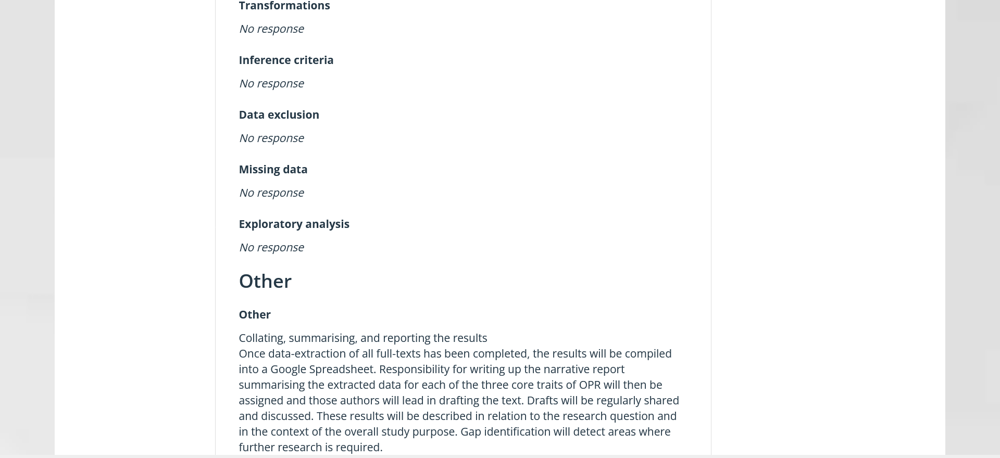 Transformations
No response
Inference criteria
No response
Data exclusion
No response
Missing data
No response
Exploratory analysis
No response
Other
Other
Collating, summarising, and reporting the results
Once data-extraction of all full-texts has been completed, the results will be compiled
into a Google Spreadsheet. Responsibility for writing up the narrative report
summarising the extracted data for each of the three core traits of OPR will then be
assigned and those authors will lead in drafting the text. Drafts will be regularly shared
and discussed. These results will be described in relation to the research question and
in the context of the overall study purpose. Gap identification will detect areas where
further research is required.